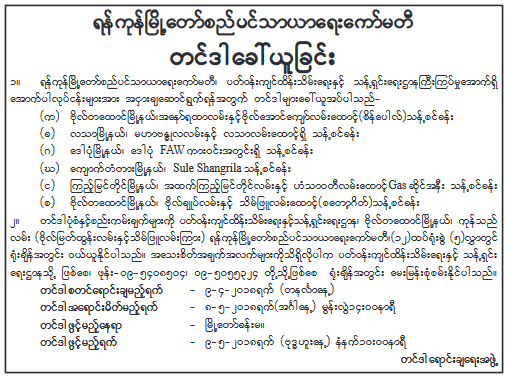 ရန်ကုန်မြို့တော်စည်ပင်သာယာရေးကော်မတီ
တင်ဒါခေါ်ယူခြင်း
၁။ ရန်ကုန်မြို့တော်စည်ပင်သာယာရေးကော်မတီ၊ ပတ်ဝန်းကျင်ထိန်းသိမ်းရေးနှင့် သန့်ရှင်းရေးဌာနကြီးကြပ်မှုအောက်ရှိ
အောက်ပါလုပ်ငန်းများအား အငှားချဆောင်ရွက်ရန်အတွက် တင်ဒါများခေါ်ယူအပ်ပါသည်–
(က) ဗိုလ်တထောင်မြို့နယ်၊အနော်ရထာလမ်းနှင့်ဗိုလ်အောင်ကျော်လမ်းထောင့်(စိန်ပေါလ်)သန့်စင်ခန်း
(ခ) လသာမြို့နယ်၊ မဟာဗန္ဓုလလမ်းနှင့် လသာလမ်းထောင့်ရှိ သန့်စင်ခန်း
(ဂ) ဒေါပုံမြို့နယ်၊ ဒေါပုံ FAW ကားဝင်းအတွင်းရှိ သန့်စင်ခန်း
(ဃ) ကျောက်တံတားမြို့နယ်၊ Sule Shangrila သန့်စင်ခန်း
(င) ကြည့်မြင်တိုင်မြို့နယ်၊ အထက်ကြည့်မြင်တိုင်လမ်းနှင့် ဟံသာဝတီလမ်းထောင့်Gas ဆိုင်အနီး သန့်စင်ခန်း
(စ) ဗိုလ်တထောင်မြို့နယ်၊ ဗိုလ်ချုပ်လမ်းနှင့် သိမ်ဖြူလမ်းထောင့်(စတော့ဂိတ်)သန့်စင်ခန်း
၂။ တင်ဒါပုံစံနှင့်စည်းကမ်းချက်များကို ပတ်ဝန်းကျင်ထိန်းသိမ်းရေးနှင့်သန့်ရှင်းရေးဌာန၊ ဗိုလ်တထောင်မြို့နယ်၊ ကုန်သည်
လမ်း (ဗိုလ်မြတ်ထွန်းလမ်းနှင့်သိမ်ဖြူလမ်းကြား) ရန်ကုန်မြို့တော်စည်ပင်သာယာရေးကော်မတီ(၁၂)ထပ်ရုံးခွဲ (၅)လွှာတွင်
ရုံးချိန်အတွင်း ဝယ်ယူနိုင်ပါသည်။ အသေးစိတ်အချက်အလက်များကိုသိရှိလိုပါက ပတ်ဝန်းကျင်ထိန်းသိမ်းရေးနှင့် သန့်ရှင်း
ရေးဌာနသို့ ဖြစ်စေ၊ ဖုန်း–၀၉–၅၄၀၈၅၀၄၊ ၀၉–၅၀၅၅၃၂၄ တို့သို့ဖြစ်စေ ရုံးချိန်အတွင်း မေးမြန်းစုံစမ်းနိုင်ပါသည်။
တင်ဒါစတင်ရောင်းချမည့်ရက် – ၉–၄–၂၀၁၈ရက် (တနင်္လာနေ့)
တင်ဒါအရောင်းပိတ်မည့်ရက် – ၈–၅–၂၀၁၈ရက်(အင်္ဂါနေ့) မွန်းလွဲ၁၄း၀၀နာရီ
တင်ဒါဖွင့်မည့်နေရာ – မြို့တော်ခန်းမ။
တင်ဒါဖွင့်မည့်ရက် – ၉–၅–၂၀၁၈ရက် (ဗုဒ္ဓဟူးနေ့) နံနက်၁၀း၀၀နာရီ
တင်ဒါရောင်းချရေးအဖွဲ့